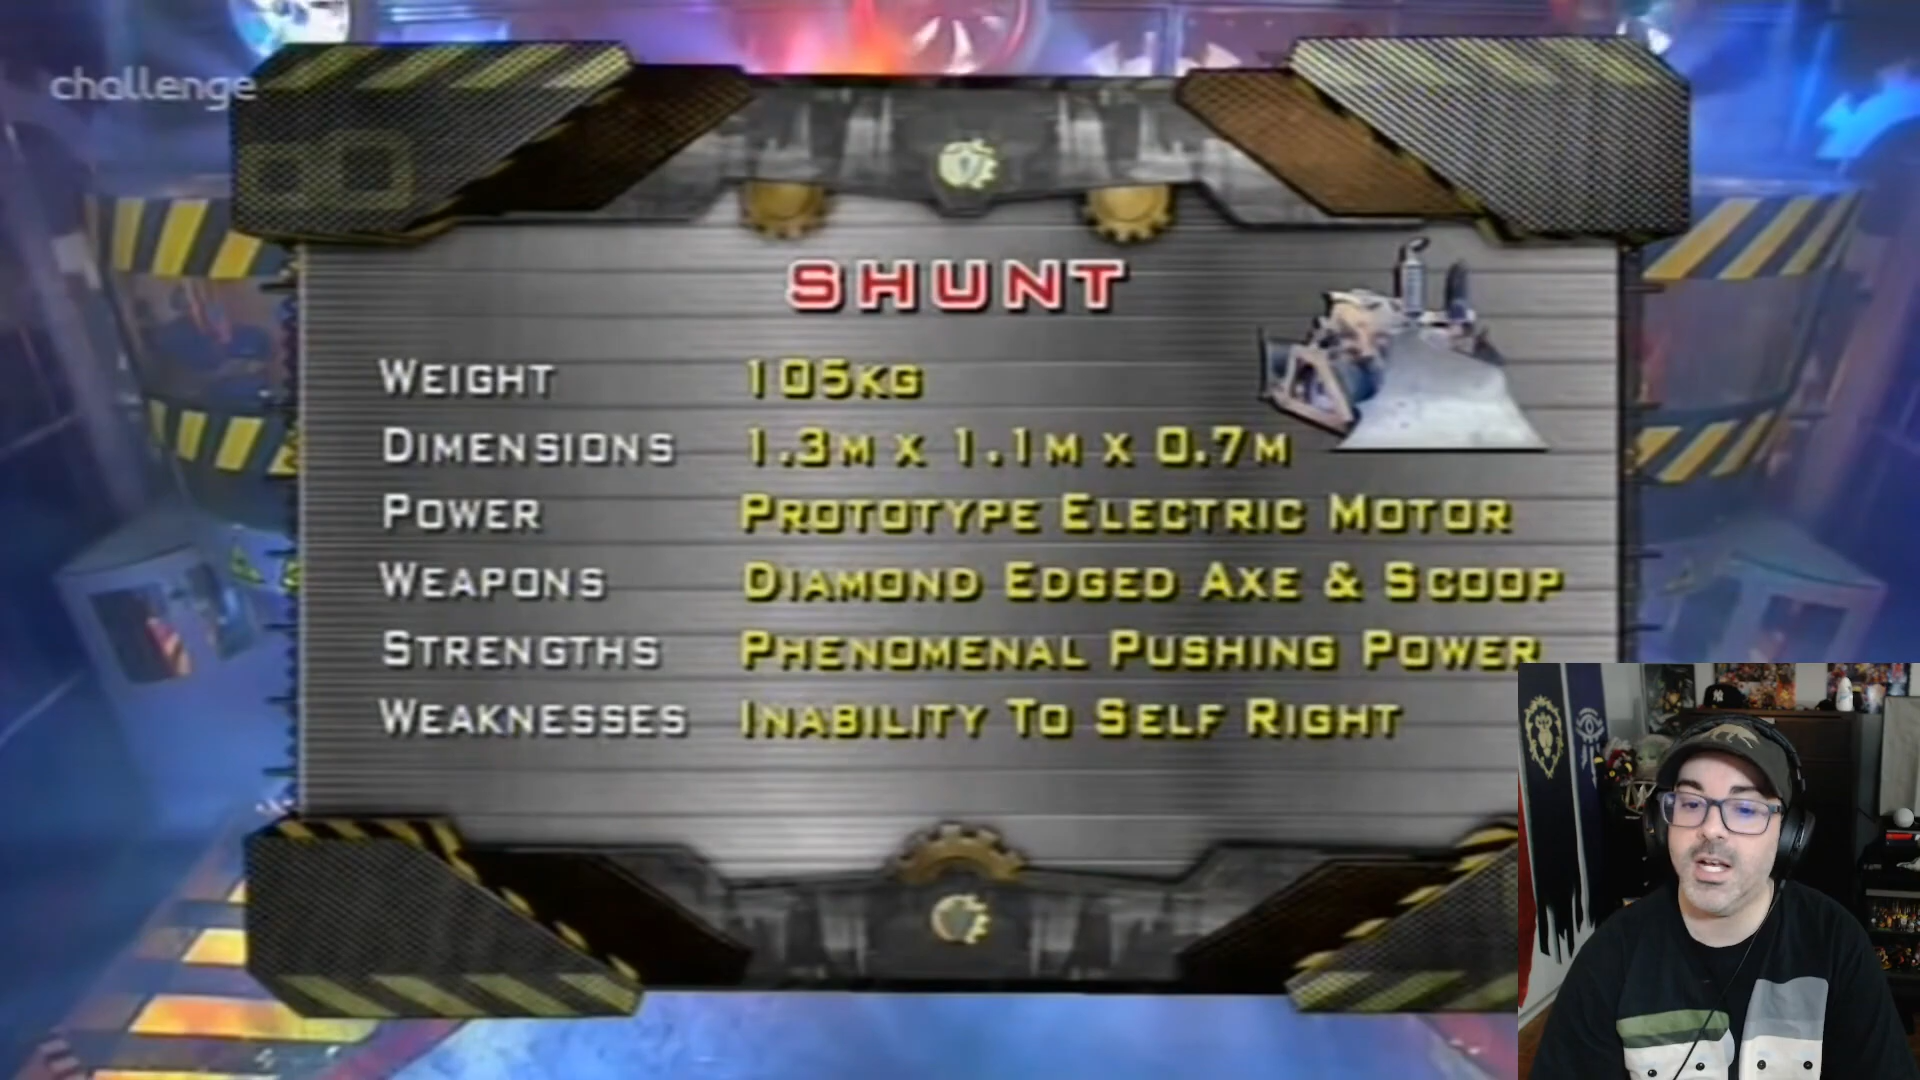 challenge
SHUNT
WEIGHT 105KG
DIMENSIONS 1.3M X 1.1M X 0.7M
POWER PROTOTYPE ELECTRIC MOTOR
WEAPONS DIAMOND EDGED AXE & SCOOP
STRENGTHS PHENOMENAL PUSHING POWER
WEAKNESSES INABILITY TO SELF RIGHT